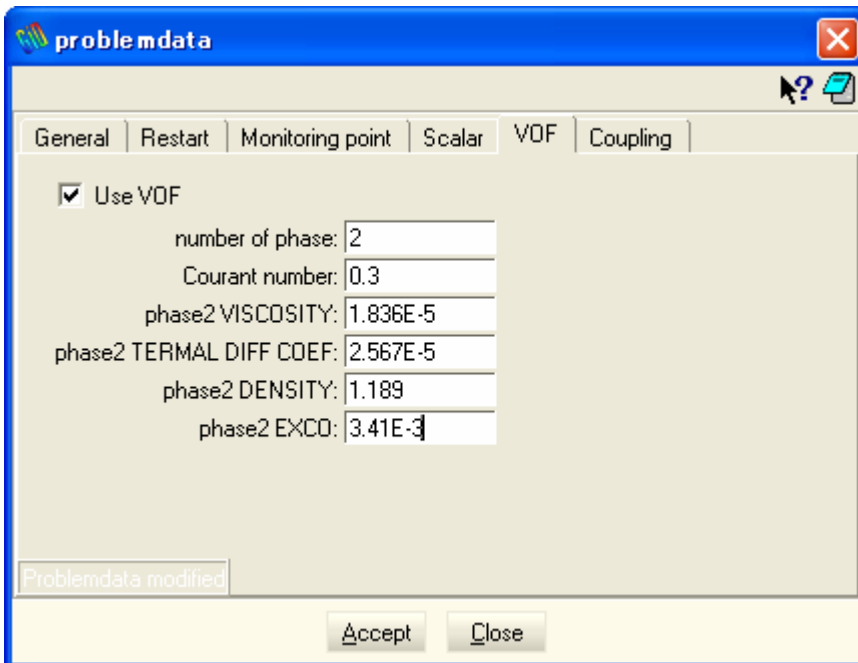 problemdata
General Restart Monitoring point Scalar VOF Coupling
Use VOF
number of phase: 2
Courant number: 0.3
phase2 VISCOSITY: 1.836E-5
phase2 TERMAL DIFF COEF: 2.567E-5
phase2 DENSITY: 1.189
phase2 EXCO: 3.41E-3
Problemdata modified
Accept Close